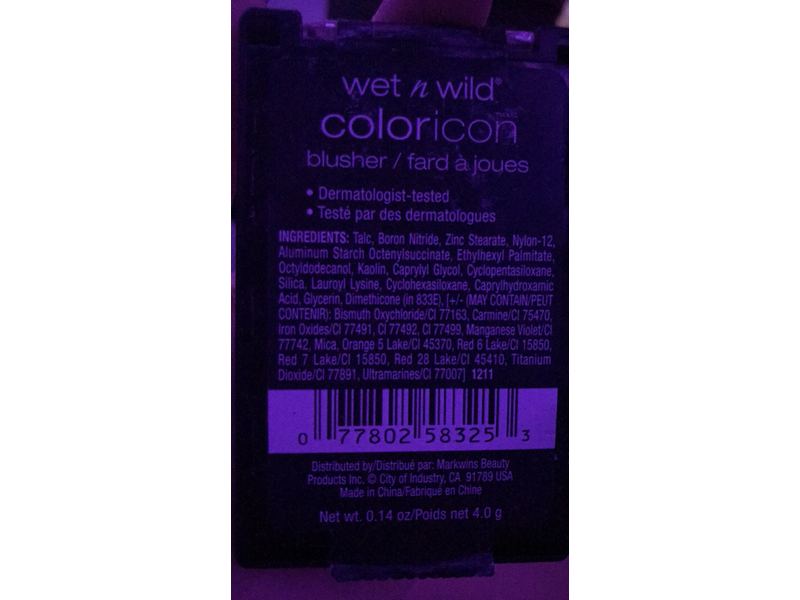 wet n wild®
coloricon
blusher / fard à joues
• Dermatologist-tested
• Testé par des dermatologues
INGREDIENTS: Talc, Boron Nitride, Zinc Stearate, Nylon-12,
Aluminum Starch Octenylsuccinate, Ethylhexyl Palmitate,
Octyldodecanol, Kaolin, Caprylyl Glycol, Cyclopentasiloxane,
Silica, Lauroyl Lysine, Cyclohexasiloxane, Caprylhydroxamic
Acid, Glycerin, Dimethicone (in 833E), [+/- (MAY CONTAIN/PEUT
CONTENIR): Bismuth Oxychloride/CI 77163, Carmine/CI 75470,
Iron Oxides/CI 77491, CI 77492, CI 77499, Manganese Violet/CI
77742, Mica, Orange 5 Lake/CI 45370, Red 6 Lake/CI 15850,
Red 7 Lake/CI 15850, Red 28 Lake/CI 45410, Titanium
Dioxide/CI 77891, Ultramarines/CI 77007] 1211
0 77802 58325 3
Distributed by/Distribué par: Markwins Beauty
Products Inc. © City of Industry, CA 91789 USA
Made in China/Fabriqué en Chine
Net wt. 0.14 oz/Poids net 4.0 g